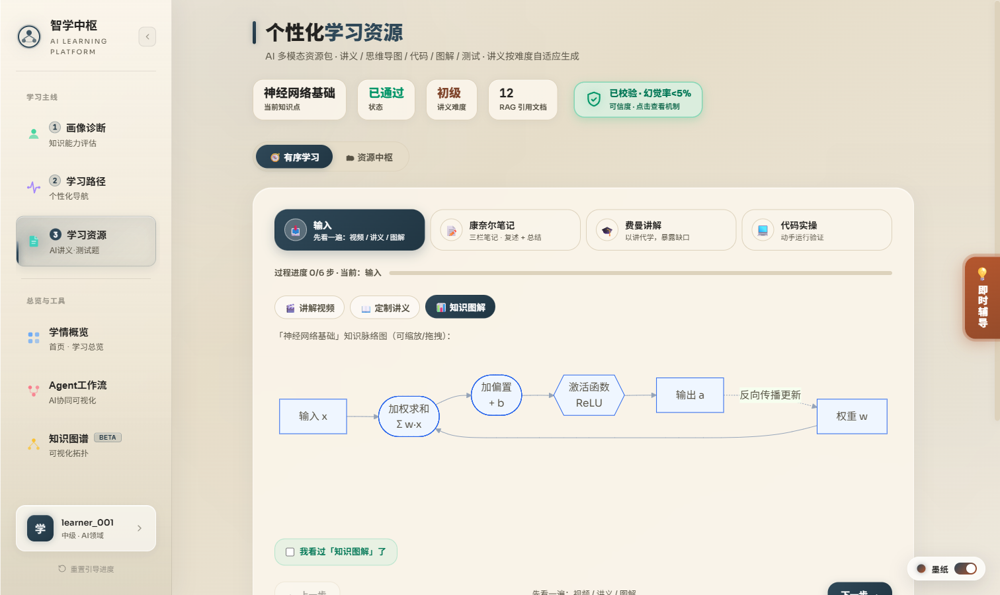 智学中枢
AI LEARNING
PLATFORM
学习主线
1 画像诊断
知识能力评估
2 学习路径
个性化导航
3 学习资源
AI讲义·测试题
总览与工具
学情概览
首页 · 学习总览
Agent工作流
AI协同可视化
知识图谱 BETA
可视化拓扑
学
learner_001
中级 · AI领域
重置引导进度
个性化学习资源
AI 多模态资源包 · 讲义 / 思维导图 / 代码 / 图解 / 测试 · 讲义按难度自适应生成
神经网络基础
当前知识点
已通过
状态
初级
讲义难度
12
RAG 引用文档
已校验 · 幻觉率<5%
可信度 · 点击查看机制
有序学习
资源中枢
输入
先看一遍：视频 / 讲义 / 图解
康奈尔笔记
三栏笔记 · 复述 + 总结
费曼讲解
以讲代学，暴露缺口
代码实操
动手运行验证
过程进度 0/6 步 · 当前：输入
讲解视频
定制讲义
知识图解
「神经网络基础」知识脉络图（可缩放/拖拽）：
输入 x
加权求和
Σ w·x
加偏置
+ b
激活函数
ReLU
输出 a
反向传播更新
权重 w
我看过「知识图解」了
上一步
先看一遍：视频 / 讲义 / 图解
下一步
即时辅导
墨纸